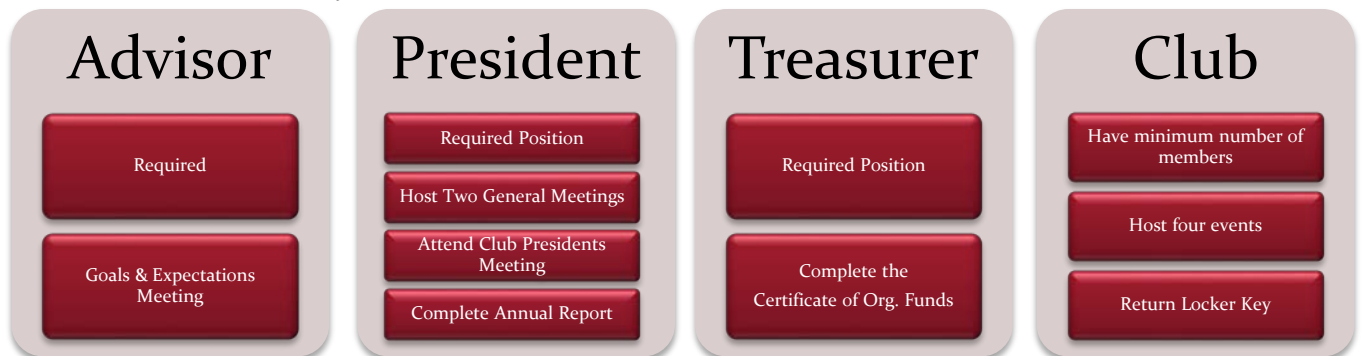 Advisor
Required
Goals & Expectations
Meeting
President
Required Position
Host Two General Meetings
Attend Club Presidents
Meeting
Complete Annual Report
Treasurer
Required Position
Complete the
Certificate of Org. Funds
Club
Have minimum number of
members
Host four events
Return Locker Key